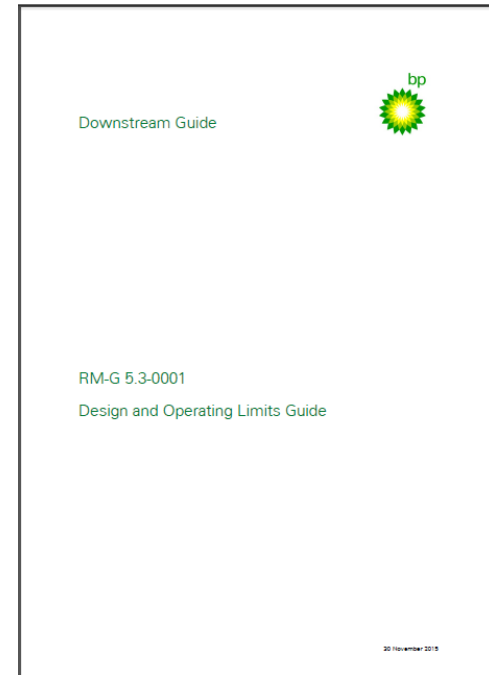 bp
Downstream Guide
RM-G 5.3-0001
Design and Operating Limits Guide
30 November 2015